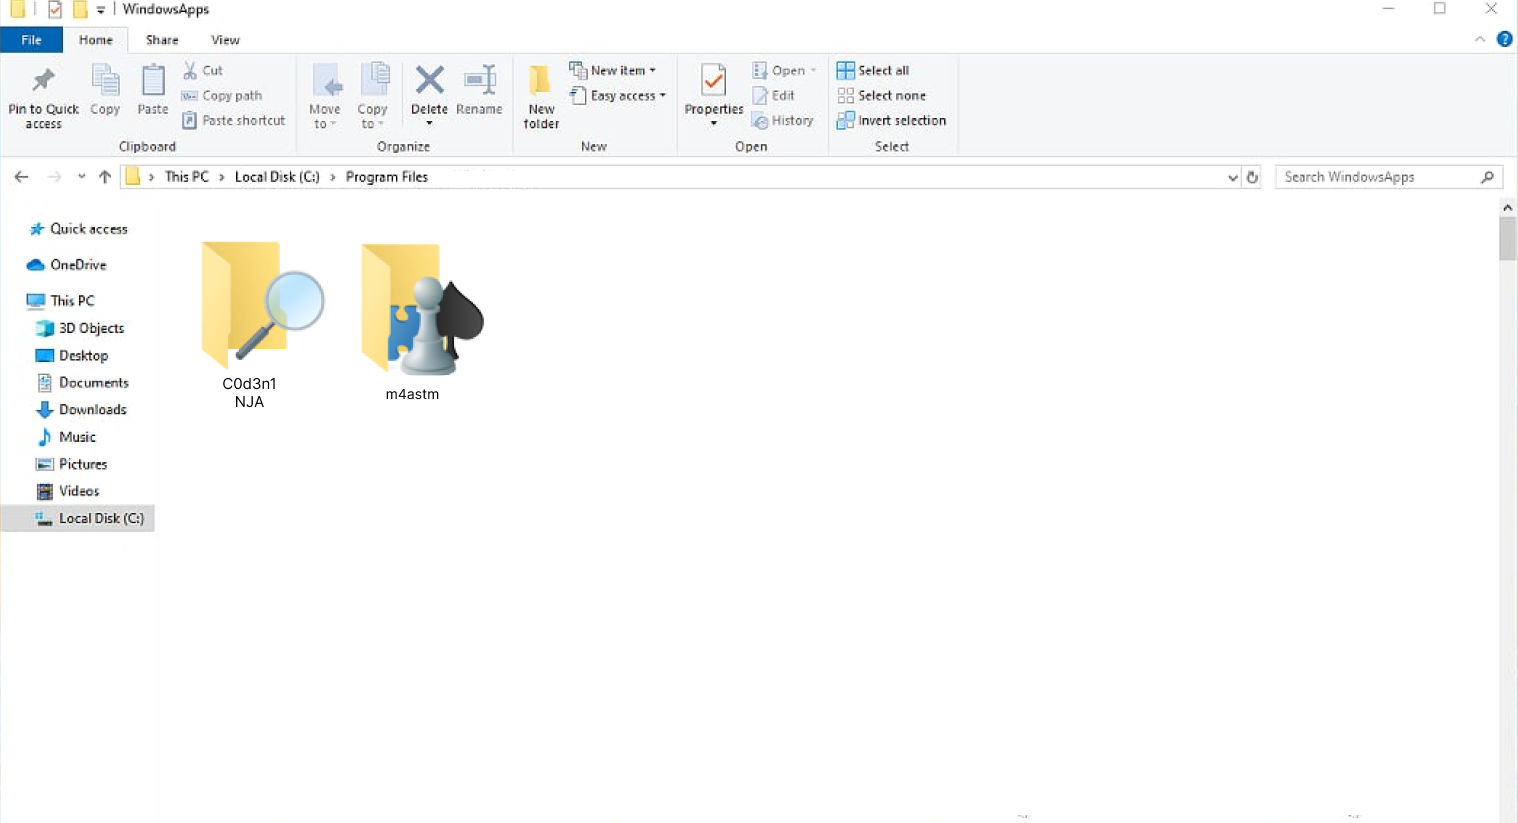 WindowsApps
File Home Share View
Pin to Quick access
Copy
Paste
Cut
Copy path
Paste shortcut
Clipboard
Move to
Copy to
Delete
Rename
Organize
New folder
New item
Easy access
New
Properties
Open
Edit
History
Open
Select all
Select none
Invert selection
Select
This PC > Local Disk (C:) > Program Files
Search WindowsApps
Quick access
OneDrive
This PC
3D Objects
Desktop
Documents
Downloads
Music
Pictures
Videos
Local Disk (C:)
C0d3n1
NJA
m4astm